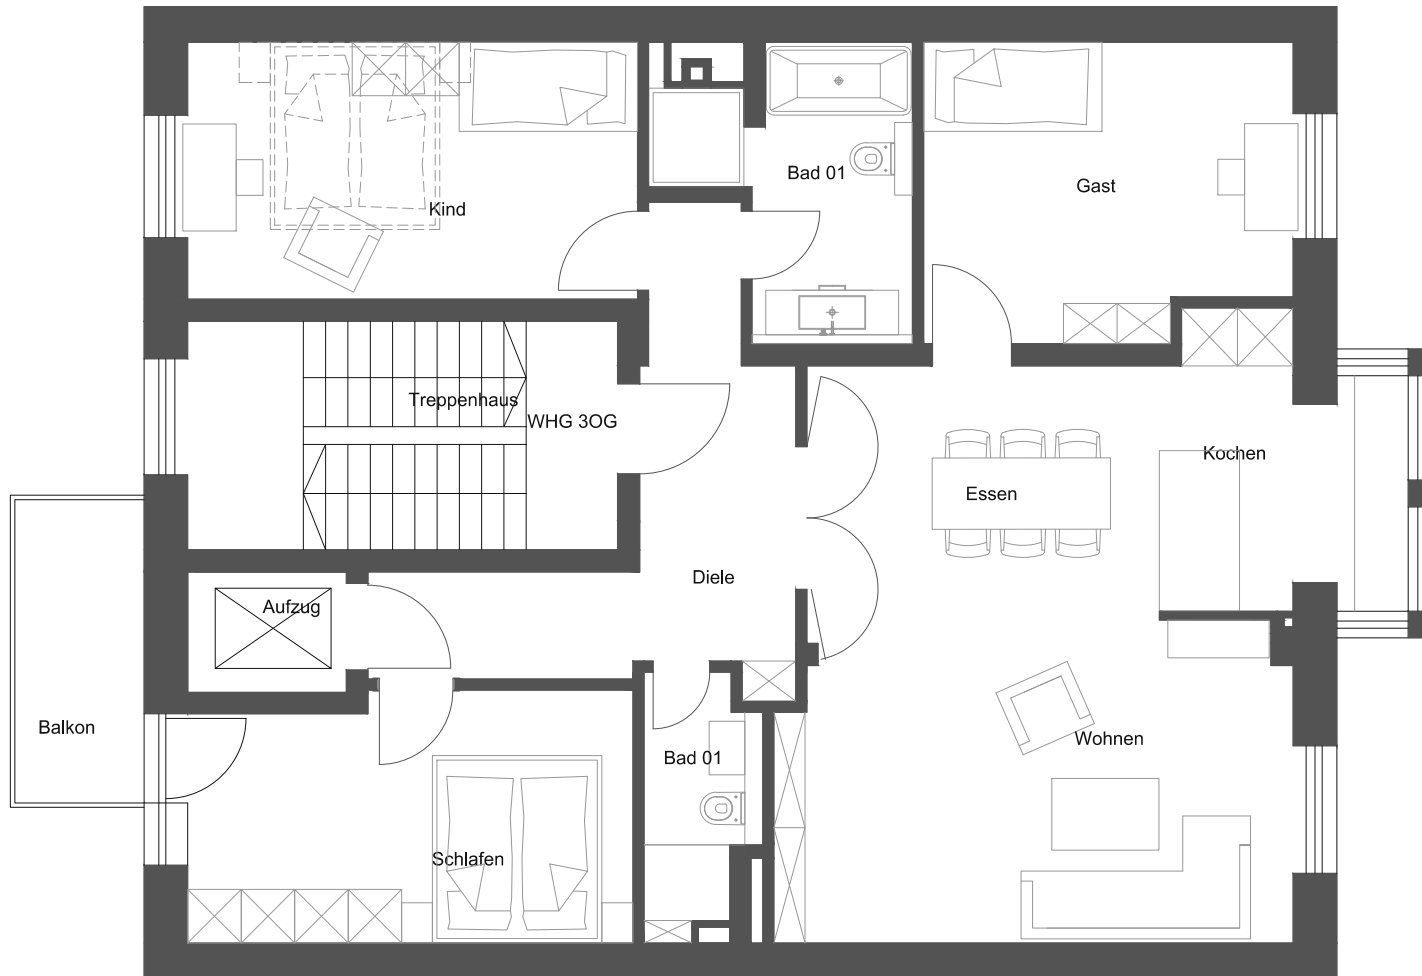 Bad 01
Gast
Kind
Treppenhaus
WHG 3OG
Kochen
Essen
Diele
Aufzug
Balkon
Wohnen
Bad 01
Schlafen